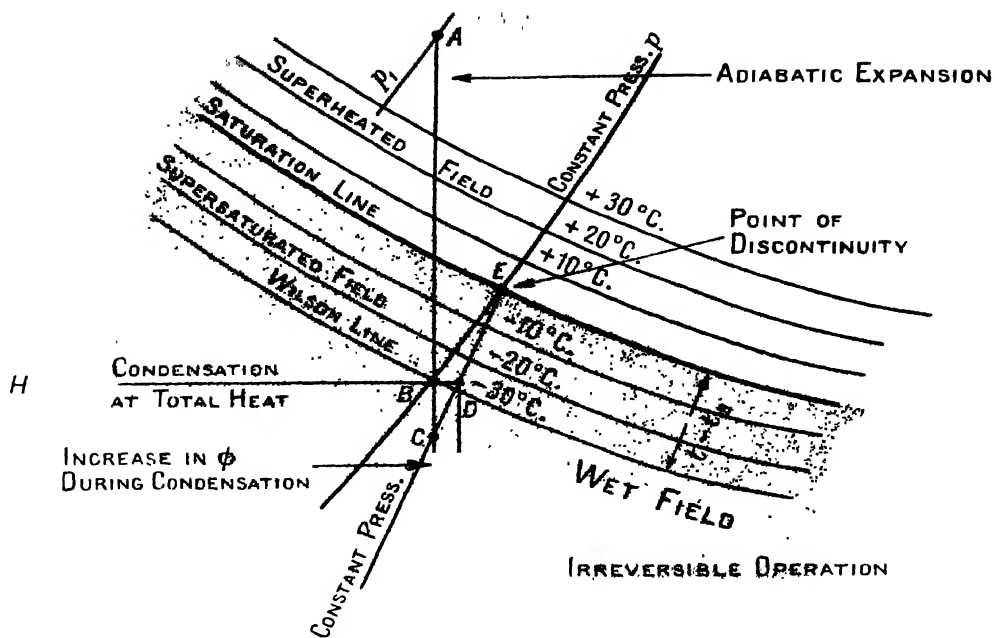 A
p₁
CONSTANT PRESS. p
ADIABATIC EXPANSION
SUPERHEATED FIELD
SATURATION LINE
SUPERSATURATED FIELD
WILSON LINE
+30°C.
+20°C.
+10°C.
POINT OF
DISCONTINUITY
E
-10°C.
-20°C.
-30°C.
H
CONDENSATION
AT TOTAL HEAT
B
D
C
INCREASE IN ϕ
DURING CONDENSATION
WET FIELD
CONSTANT PRESS.
IRREVERSIBLE OPERATION